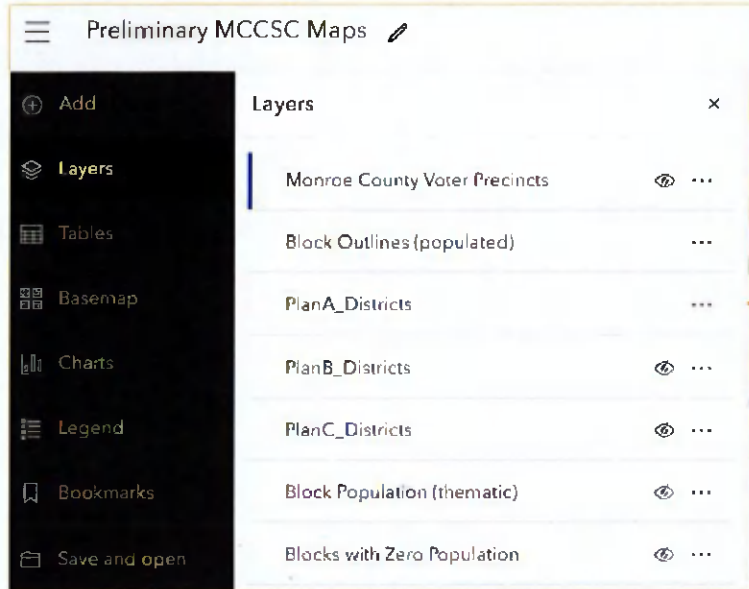 Preliminary MCCSC Maps
Add
Layers
Tables
Basemap
Charts
Legend
Bookmarks
Save and open
Layers
Monroe County Voter Precincts
Block Outlines (populated)
PlanA_Districts
PlanB_Districts
PlanC_Districts
Block Population (thematic)
Blocks with Zero Population